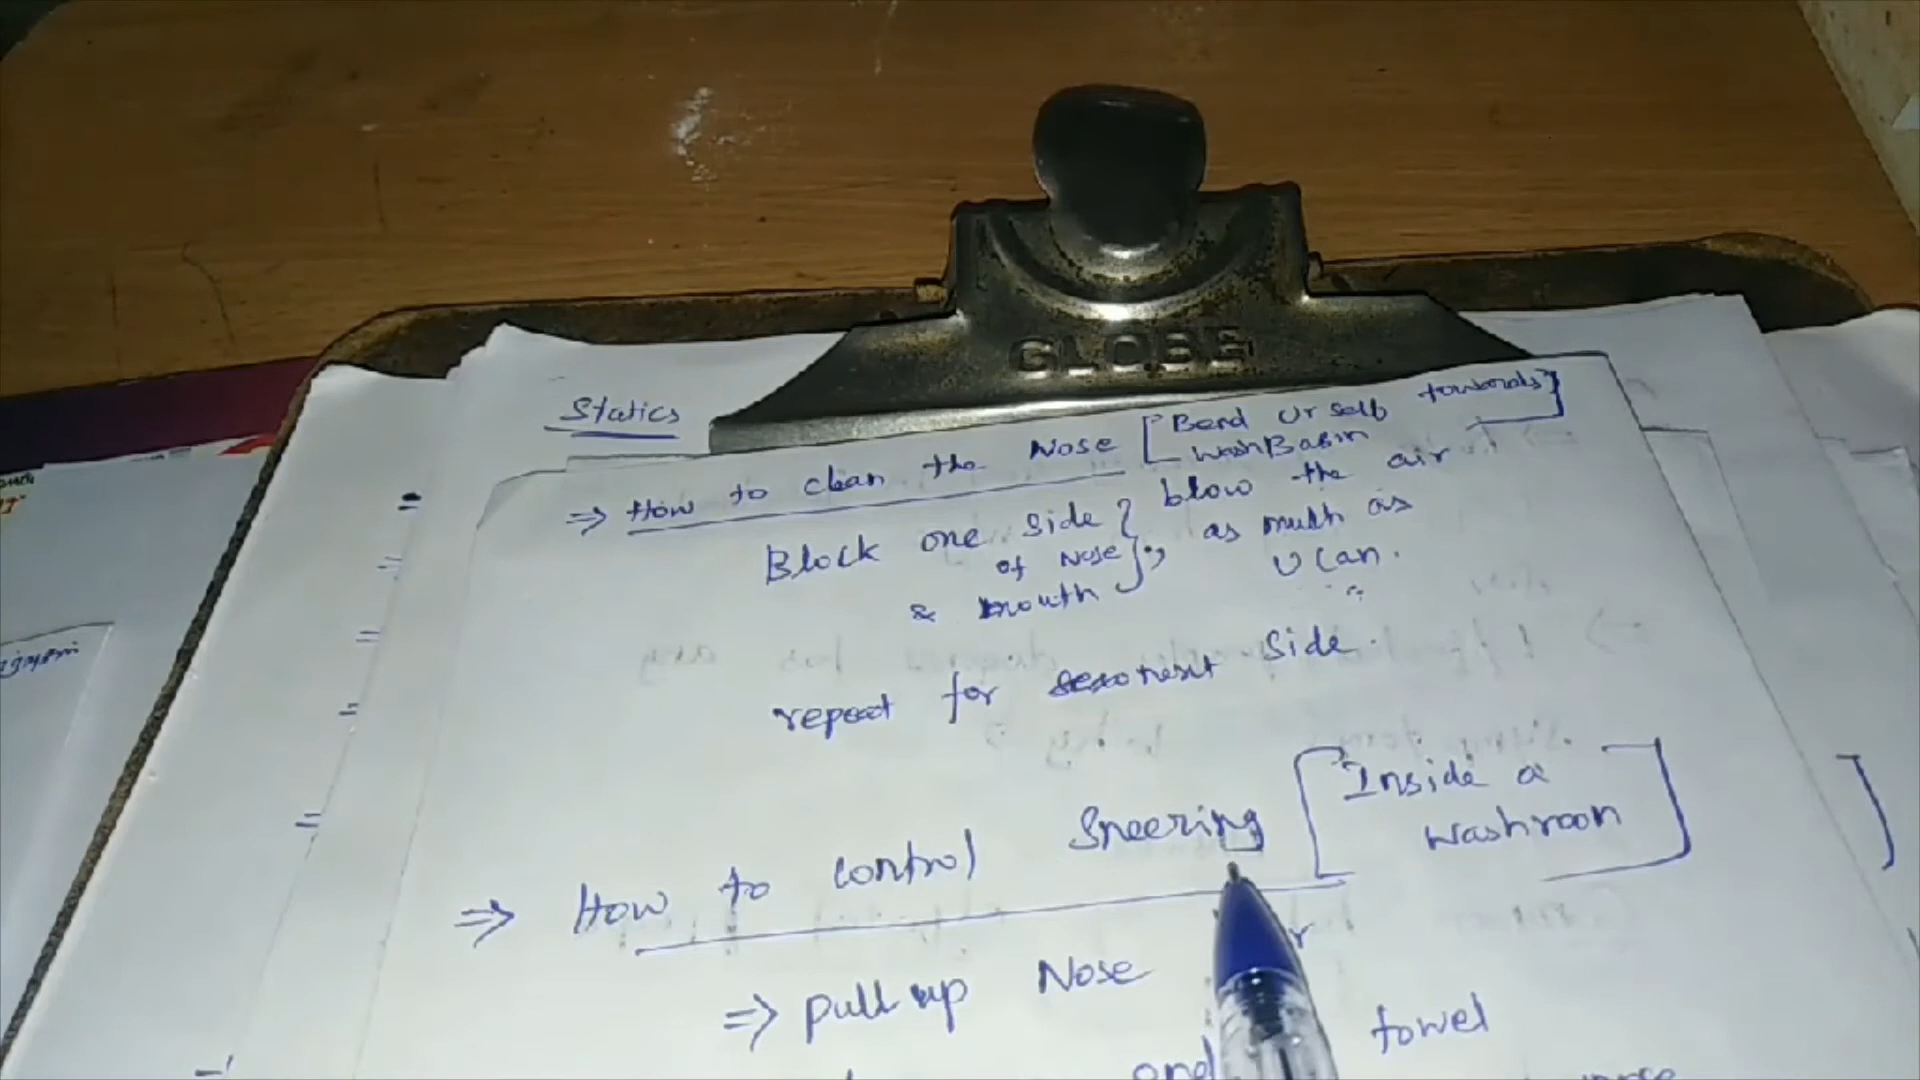 GLOBE
Statics
⇒ How to clean the Nose [Bend Ur self towards
washBasin]
Block one side } blow the air
of Nose } ; as much as
& mouth U Can.
repeat for next side.
⇒ How to control Sneezing [Inside a
washroom]
⇒ Pull up Nose
and towel